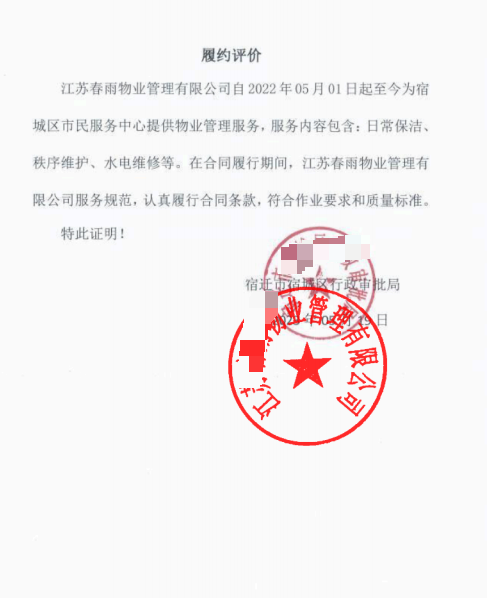 履约评价
江苏春雨物业管理有限公司自2022年05月01日起至今为宿
城区市民服务中心提供物业管理服务，服务内容包含：日常保洁、
秩序维护、水电维修等。在合同履行期间，江苏春雨物业管理有
限公司服务规范，认真履行合同条款，符合作业要求和质量标准。
特此证明！
宿迁市宿城区行政审批局
日
江苏 雨物业管理有限公司